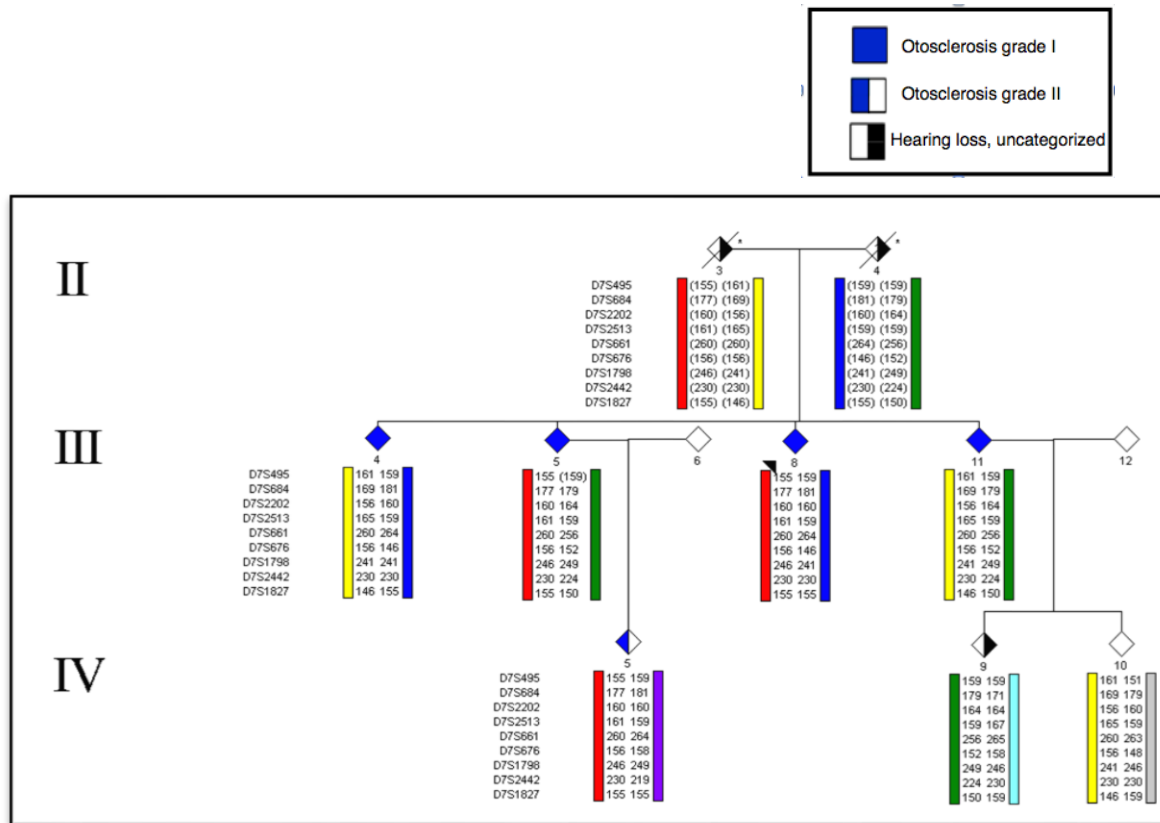 Otosclerosis grade I
Otosclerosis grade II
Hearing loss, uncategorized
II
* *
3 4
D7S495 (155) (161) (159) (159)
D7S684 (177) (169) (181) (179)
D7S2202 (160) (156) (160) (164)
D7S2513 (161) (165) (159) (159)
D7S661 (260) (260) (264) (256)
D7S676 (156) (156) (146) (152)
D7S1798 (246) (241) (241) (249)
D7S2442 (230) (230) (230) (224)
D7S1827 (155) (146) (155) (150)
III
4 5 6 8 11 12
D7S495 161 159 155 (159) 155 159 161 159
D7S684 169 181 177 179 177 181 169 179
D7S2202 156 160 160 164 160 160 156 164
D7S2513 165 159 161 159 161 159 165 159
D7S661 260 264 260 256 260 264 260 256
D7S676 156 146 156 152 156 146 156 152
D7S1798 241 241 246 249 246 241 241 249
D7S2442 230 230 230 224 230 230 230 224
D7S1827 146 155 155 150 155 155 146 150
IV
5 9 10
D7S495 155 159 159 159 161 151
D7S684 177 181 179 171 169 179
D7S2202 160 160 164 164 156 160
D7S2513 161 159 159 167 165 159
D7S661 260 264 256 265 260 263
D7S676 156 158 152 158 156 148
D7S1798 246 249 249 246 241 246
D7S2442 230 219 224 230 230 230
D7S1827 155 155 150 159 146 159